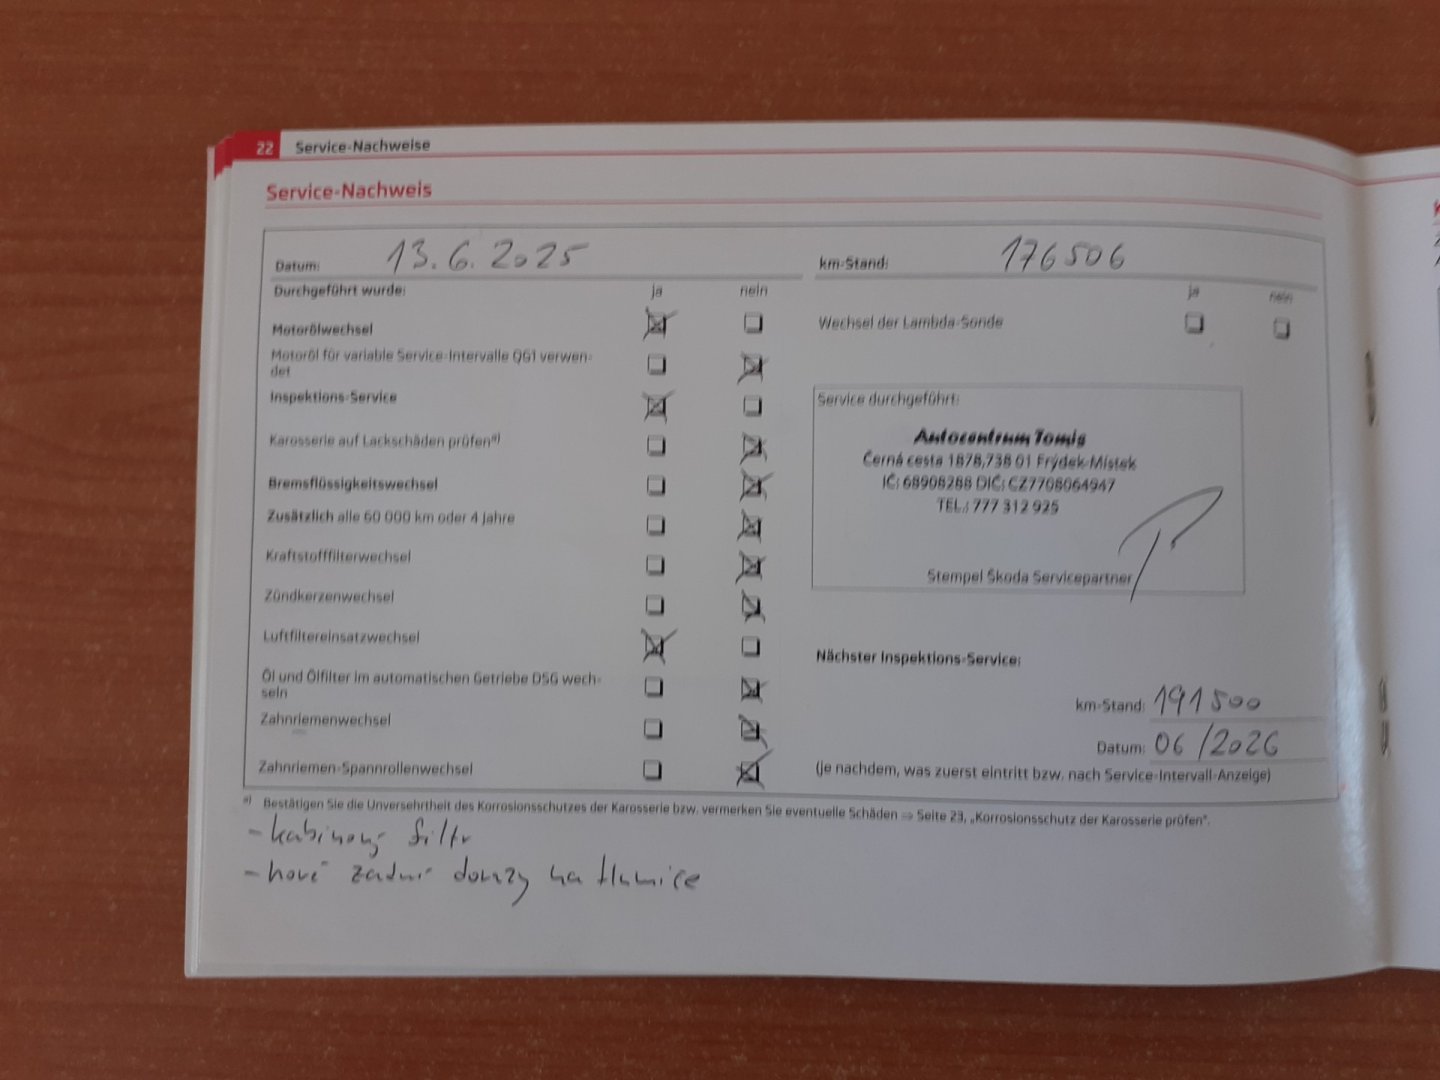 22 Service-Nachweise
Service-Nachweis
Datum: 13.6.2025
km-Stand: 176506
Durchgeführt wurde: ja nein
ja nein
Motorölwechsel
Wechsel der Lambda-Sonde
Motoröl für variable Service-Intervalle QG1 verwen-
det
Inspektions-Service
Karosserie auf Lackschäden prüfen a)
Bremsflüssigkeitswechsel
Zusätzlich alle 60 000 km oder 4 Jahre
Kraftstofffilterwechsel
Zündkerzenwechsel
Luftfiltereinsatzwechsel
Öl und Ölfilter im automatischen Getriebe DSG wech-
seln
Zahnriemenwechsel
Zahnriemen-Spannrollenwechsel
Service durchgeführt:
Autocentrum Tomis
Černá cesta 1878,738 01 Frýdek-Místek
IČ: 68908288 DIČ: CZ7708064947
TEL.: 777 312 925
Stempel Škoda Servicepartner
Nächster Inspektions-Service:
km-Stand: 191500
Datum: 06/2026
(je nachdem, was zuerst eintritt bzw. nach Service-Intervall-Anzeige)
a) Bestätigen Sie die Unversehrtheit des Korrosionsschutzes der Karosserie bzw. vermerken Sie eventuelle Schäden ⇒ Seite 23, „Korrosionsschutz der Karosserie prüfen“.
- kabinový filtr
- nové zadní dorazy na tlumiče